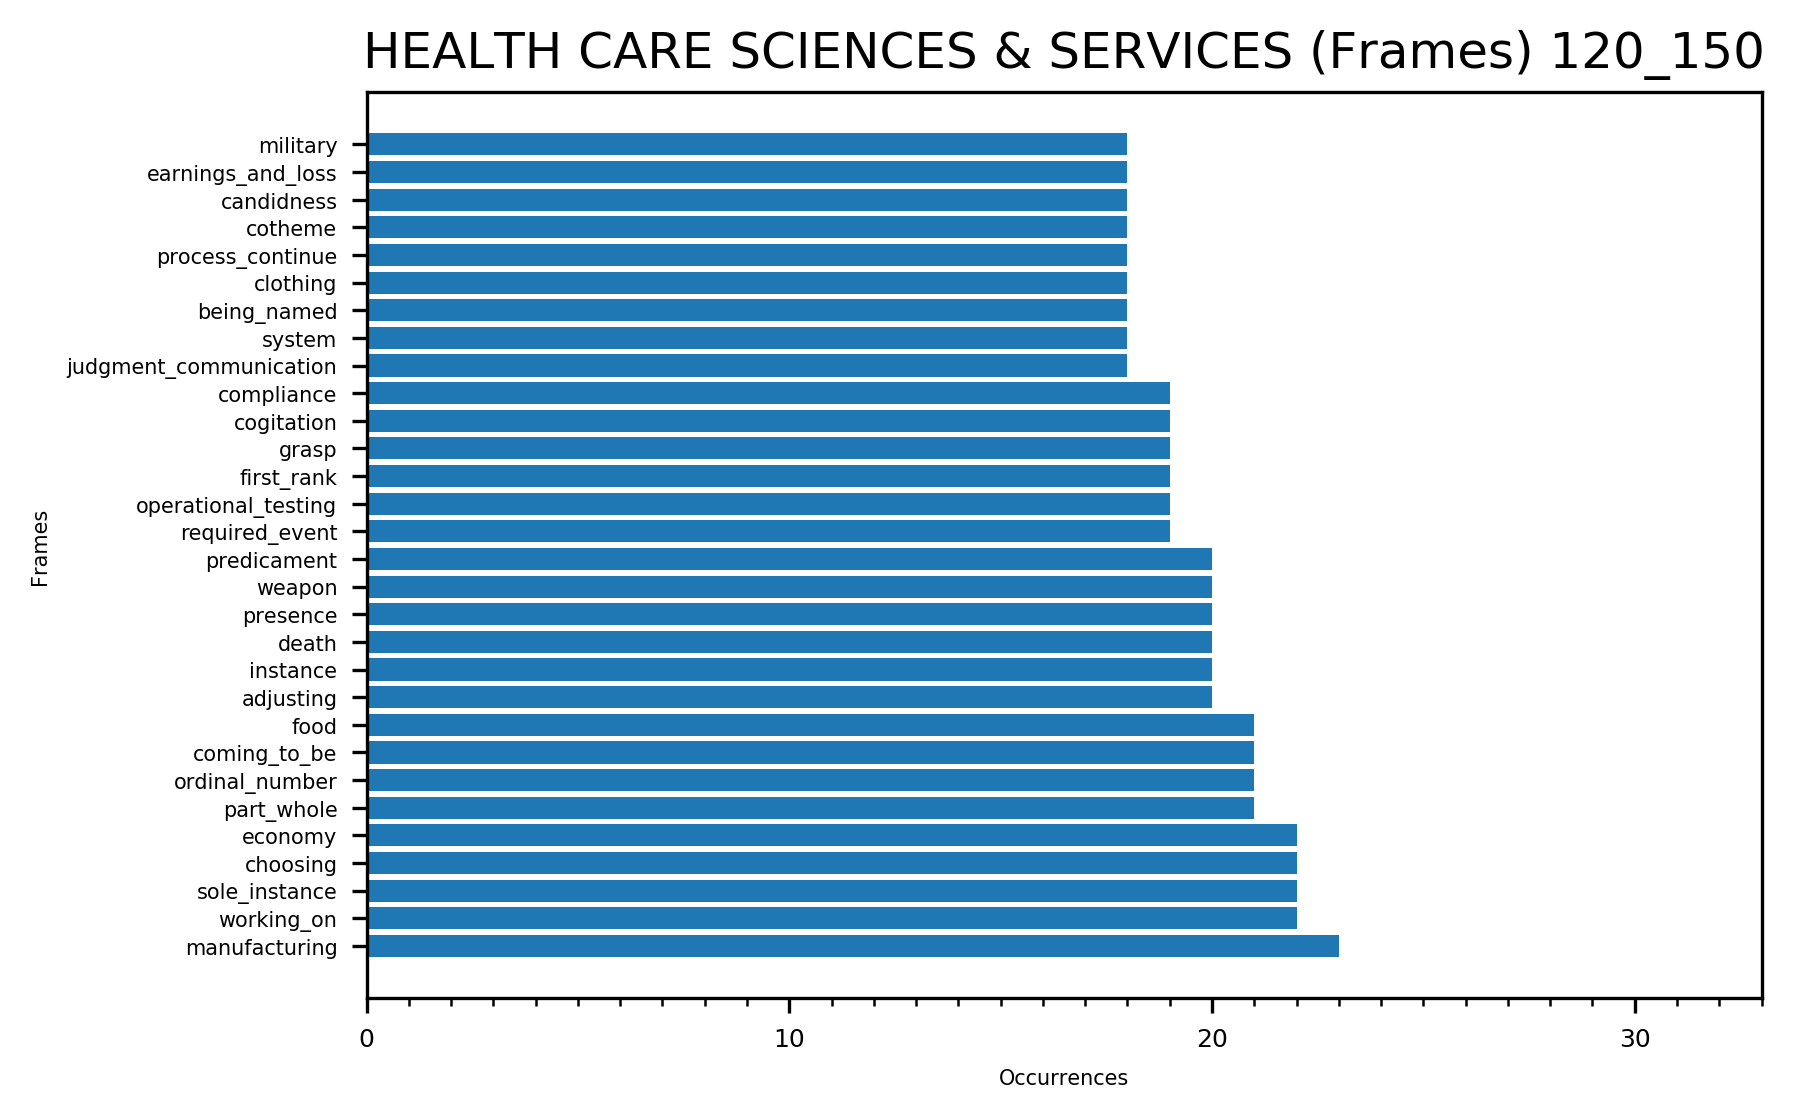 HEALTH CARE SCIENCES & SERVICES (Frames) 120_150
military
earnings_and_loss
candidness
cotheme
process_continue
clothing
being_named
system
judgment_communication
compliance
cogitation
grasp
first_rank
operational_testing
required_event
predicament
weapon
presence
death
instance
adjusting
food
coming_to_be
ordinal_number
part_whole
economy
choosing
sole_instance
working_on
manufacturing
Frames
0 10 20 30
Occurrences